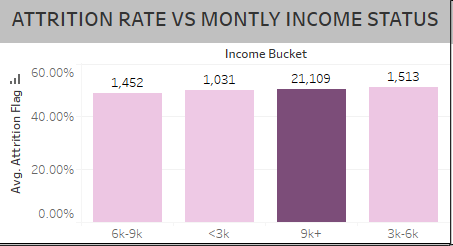 ATTRITION RATE VS MONTLY INCOME STATUS
Income Bucket
Avg. Attrition Flag
60.00%
40.00%
20.00%
0.00%
1,452
1,031
21,109
1,513
6k-9k
<3k
9k+
3k-6k